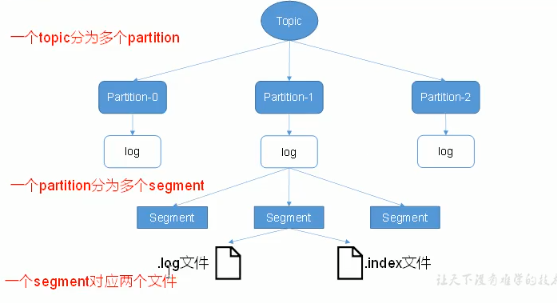 Topic
一个topic分为多个partition
Partition-0 Partition-1 Partition-2
log log log
一个partition分为多个segment
Segment Segment Segment
.log文件 .index文件
一个segment对应两个文件
让天下没有难学的技